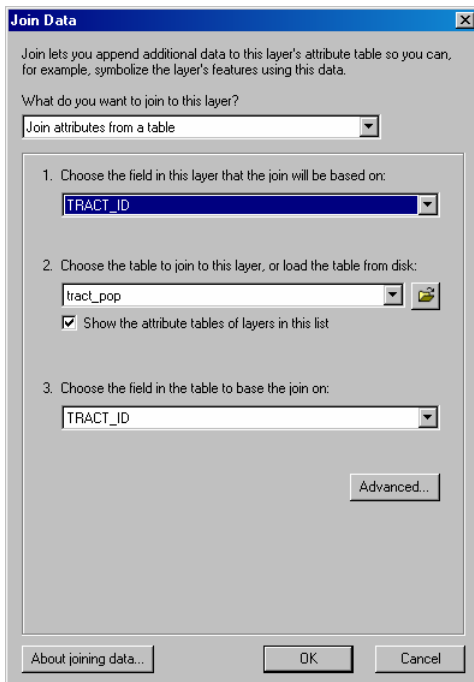 Join Data
Join lets you append additional data to this layer's attribute table so you can,
for example, symbolize the layer's features using this data.
What do you want to join to this layer?
Join attributes from a table
1. Choose the field in this layer that the join will be based on:
TRACT_ID
2. Choose the table to join to this layer, or load the table from disk:
tract_pop
Show the attribute tables of layers in this list
3. Choose the field in the table to base the join on:
TRACT_ID
Advanced...
About joining data...
OK
Cancel